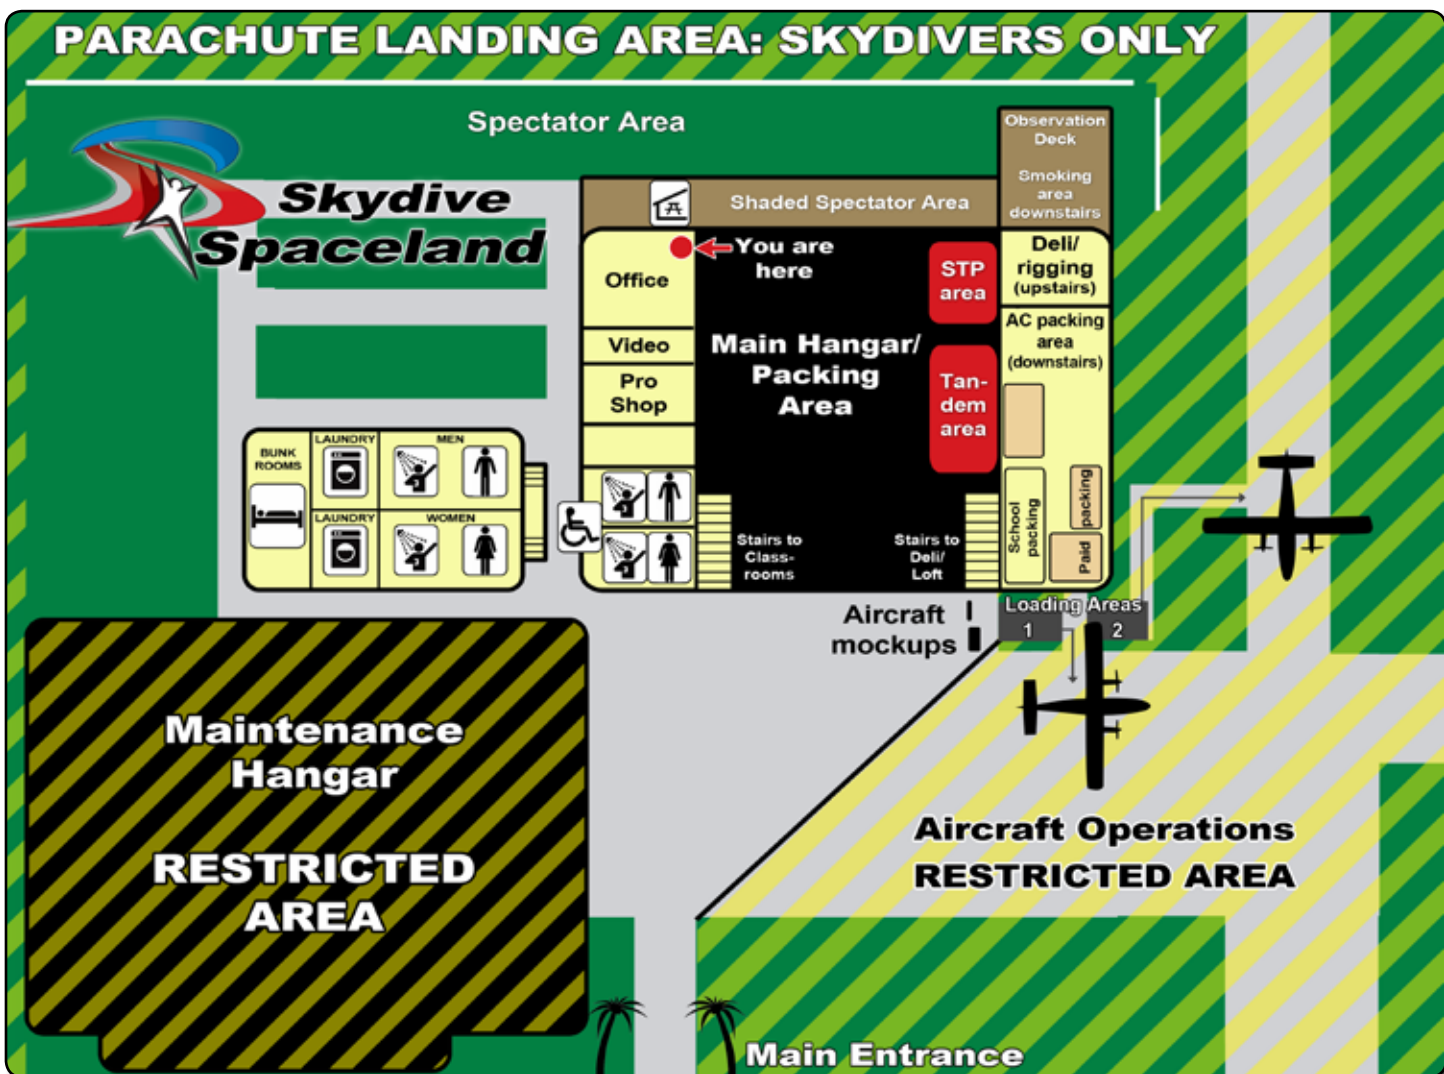 PARACHUTE LANDING AREA: SKYDIVERS ONLY
Spectator Area
Observation
Deck
Smoking
area
downstairs
Skydive
Spaceland
Shaded Spectator Area
You are
here
Office
STP
area
Deli/
rigging
(upstairs)
Video
Main Hangar/
Packing
Area
AC packing
area
(downstairs)
Pro
Shop
Tan-
dem
area
BUNK
ROOMS
LAUNDRY
MEN
LAUNDRY
WOMEN
Stairs to
Class-
rooms
Stairs to
Deli/
Loft
School
packing
Paid
packing
Aircraft
mockups
Loading Areas
1
2
Maintenance
Hangar
RESTRICTED
AREA
Aircraft Operations
RESTRICTED AREA
Main Entrance